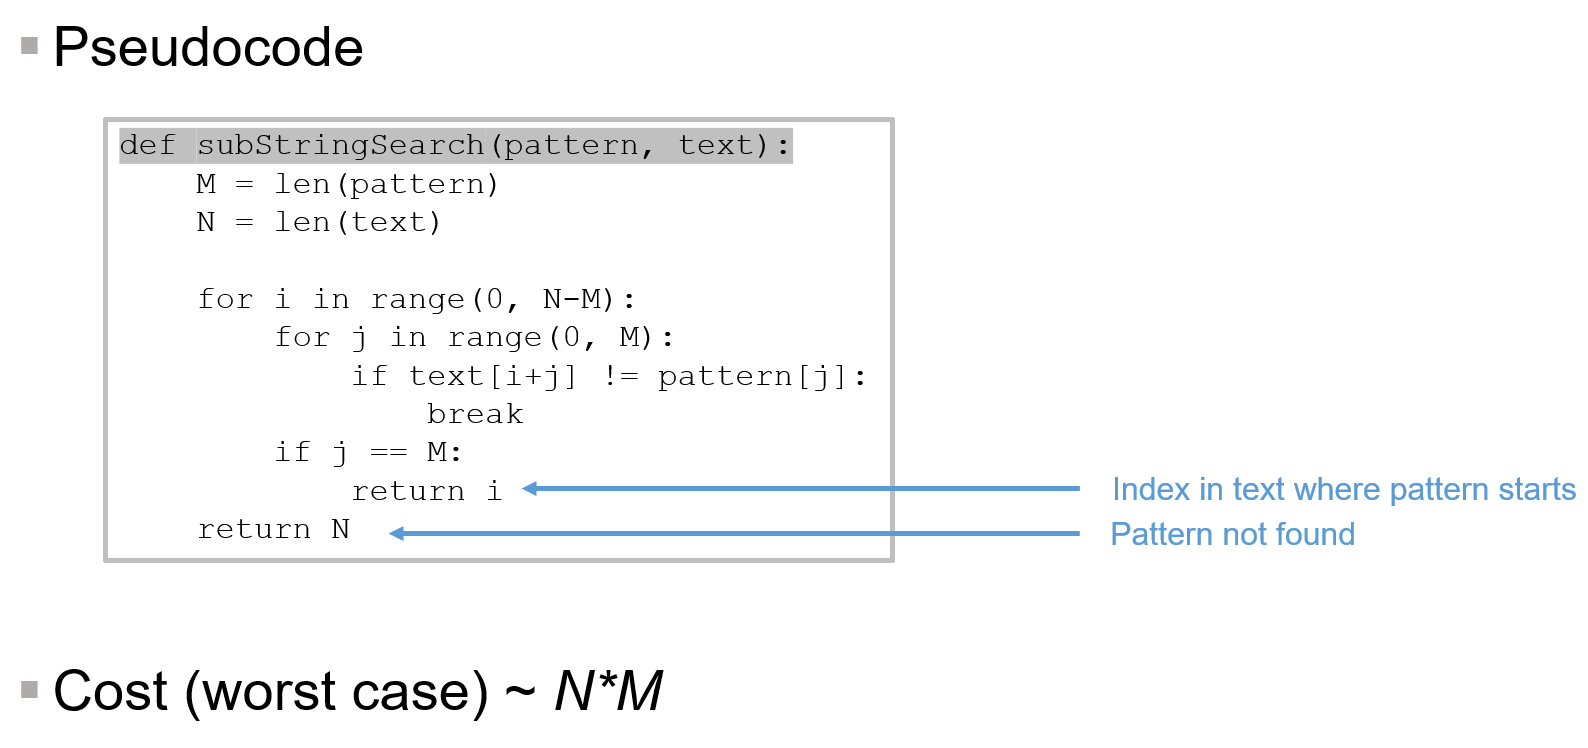 Pseudocode
def subStringSearch(pattern, text):
    M = len(pattern)
    N = len(text)

    for i in range(0, N-M):
        for j in range(0, M):
            if text[i+j] != pattern[j]:
                break
        if j == M:
            return i
Index in text where pattern starts
    return N
Pattern not found
Cost (worst case) ~ N*M